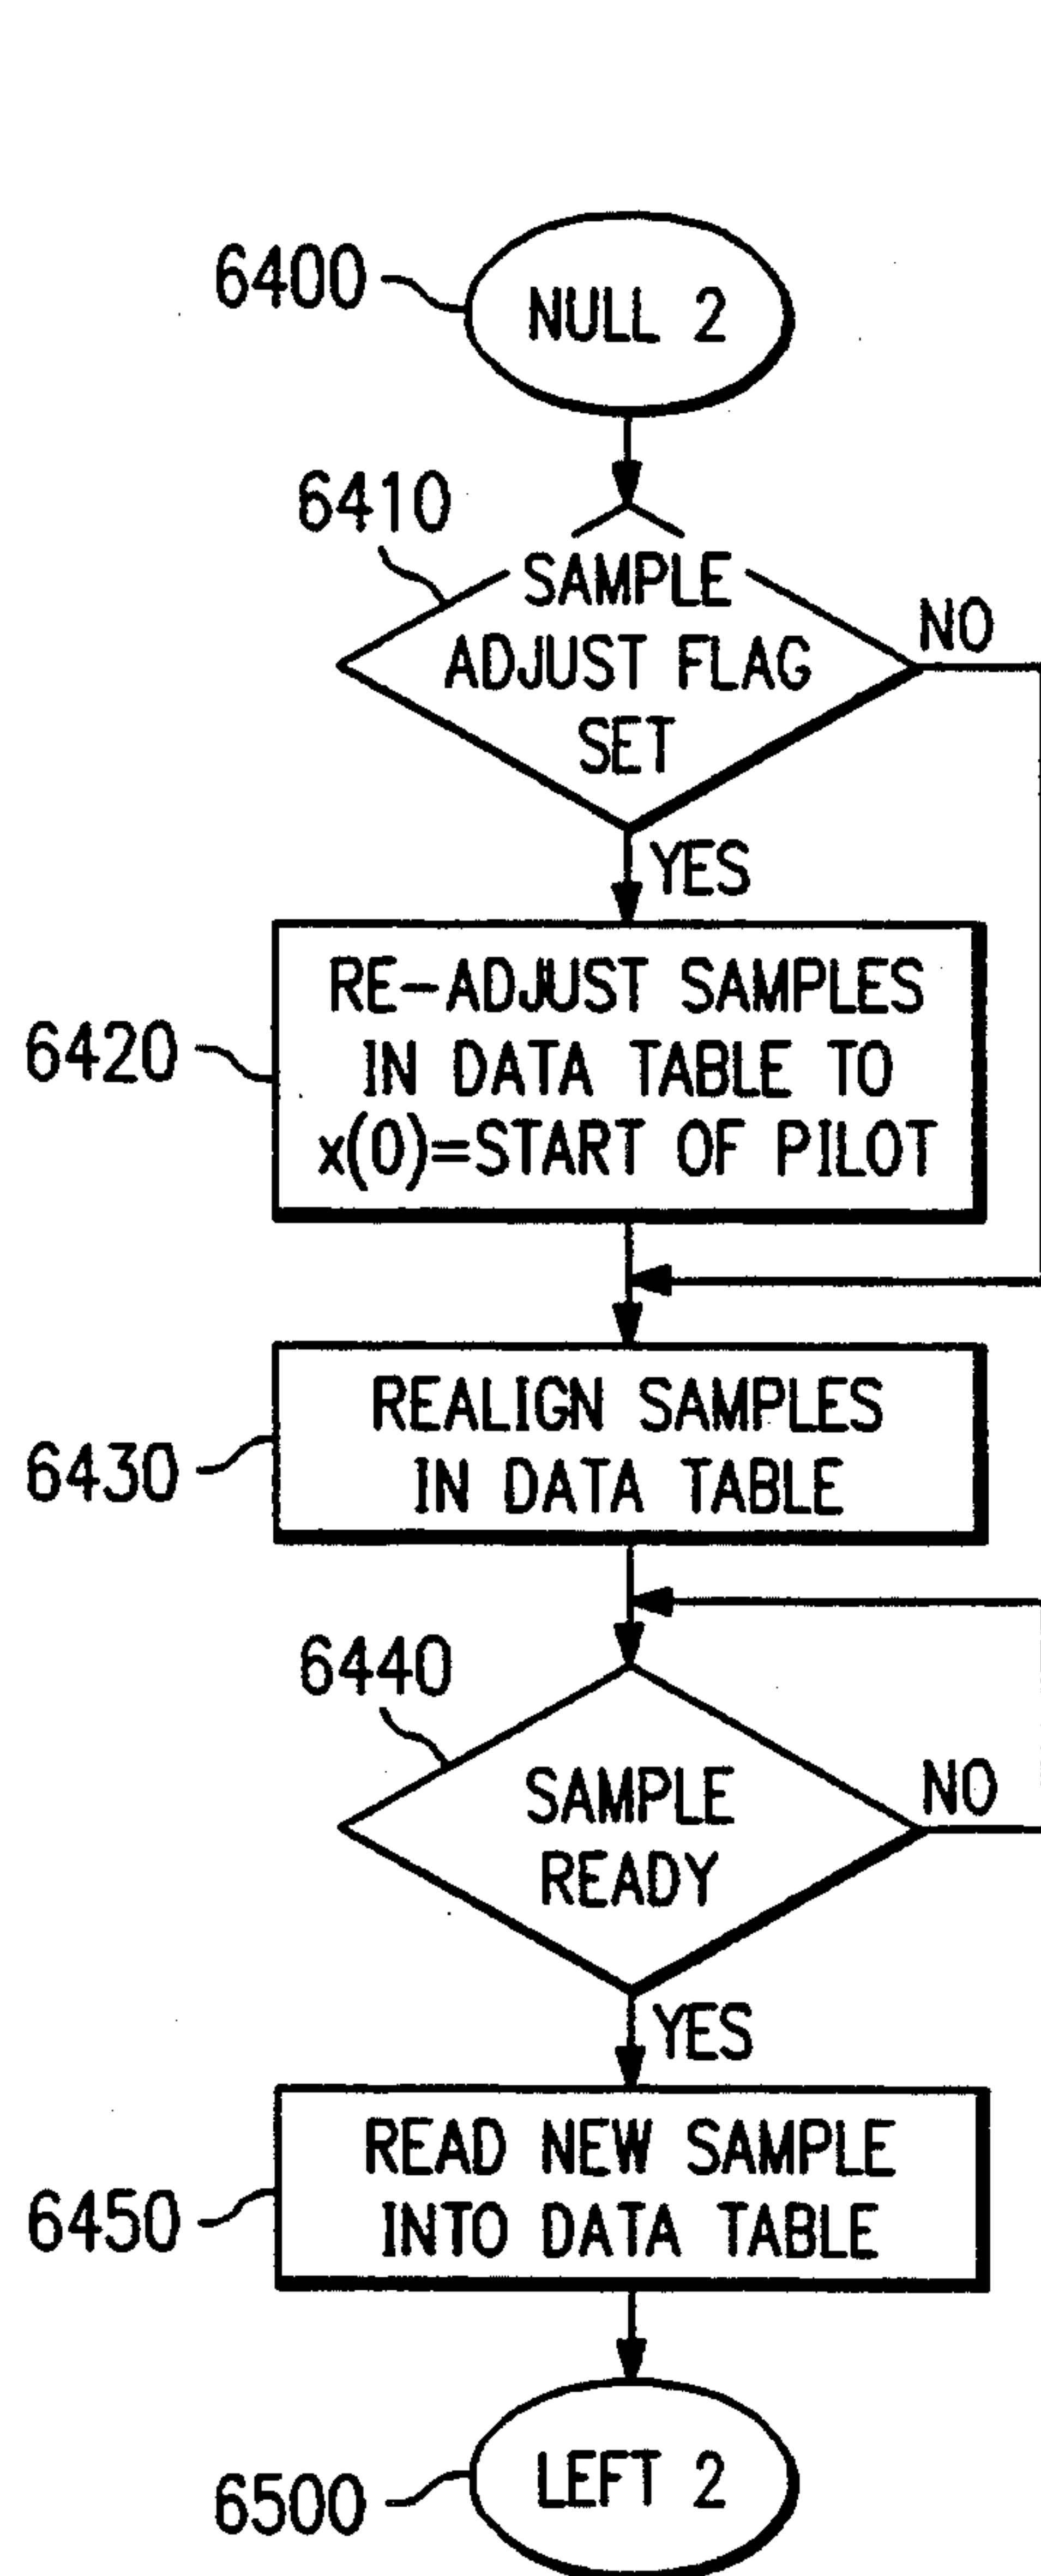 6400
NULL 2
6410
SAMPLE
ADJUST FLAG
SET
NO
YES
6420
RE-ADJUST SAMPLES
IN DATA TABLE TO
x(0)=START OF PILOT
6430
REALIGN SAMPLES
IN DATA TABLE
6440
SAMPLE
READY
NO
YES
6450
READ NEW SAMPLE
INTO DATA TABLE
6500
LEFT 2